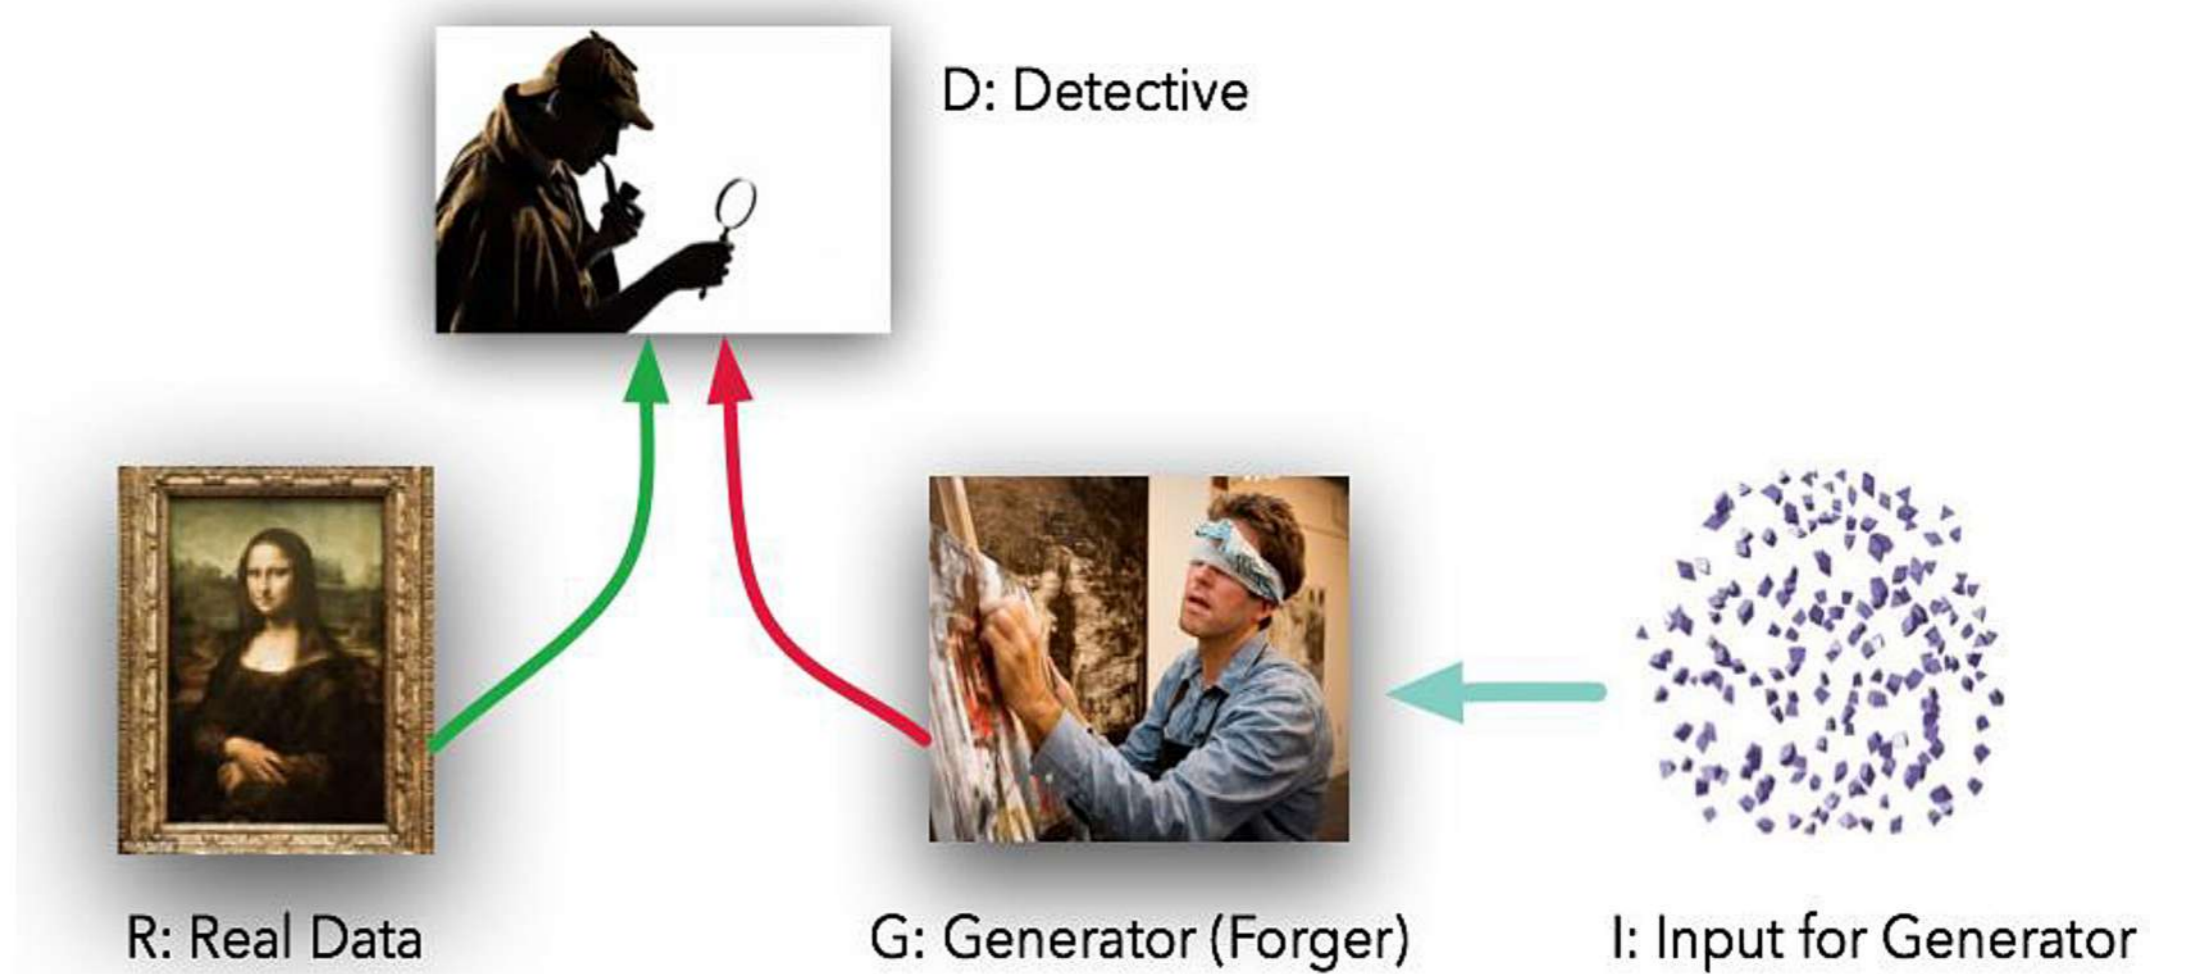 D: Detective
R: Real Data
G: Generator (Forger)
I: Input for Generator